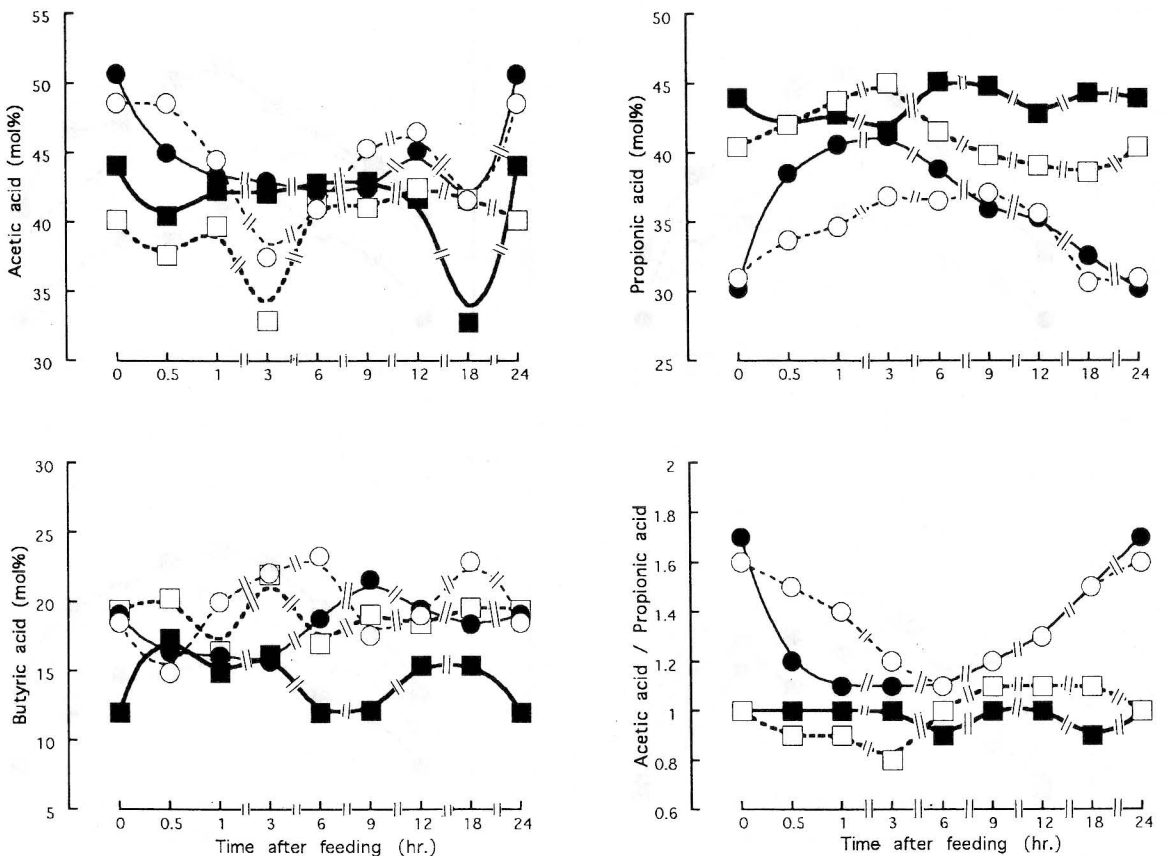 Acetic acid (mol%)
55
50
45
40
35
30
0 0.5 1 3 6 9 12 18 24
Propionic acid (mol%)
50
45
40
35
30
25
0 0.5 1 3 6 9 12 18 24
Butyric acid (mol%)
30
25
20
15
10
5
0 0.5 1 3 6 9 12 18 24
Time after feeding (hr.)
Acetic acid / Propionic acid
2
1.8
1.6
1.4
1.2
1
0.8
0.6
0 0.5 1 3 6 9 12 18 24
Time after feeding (hr.)